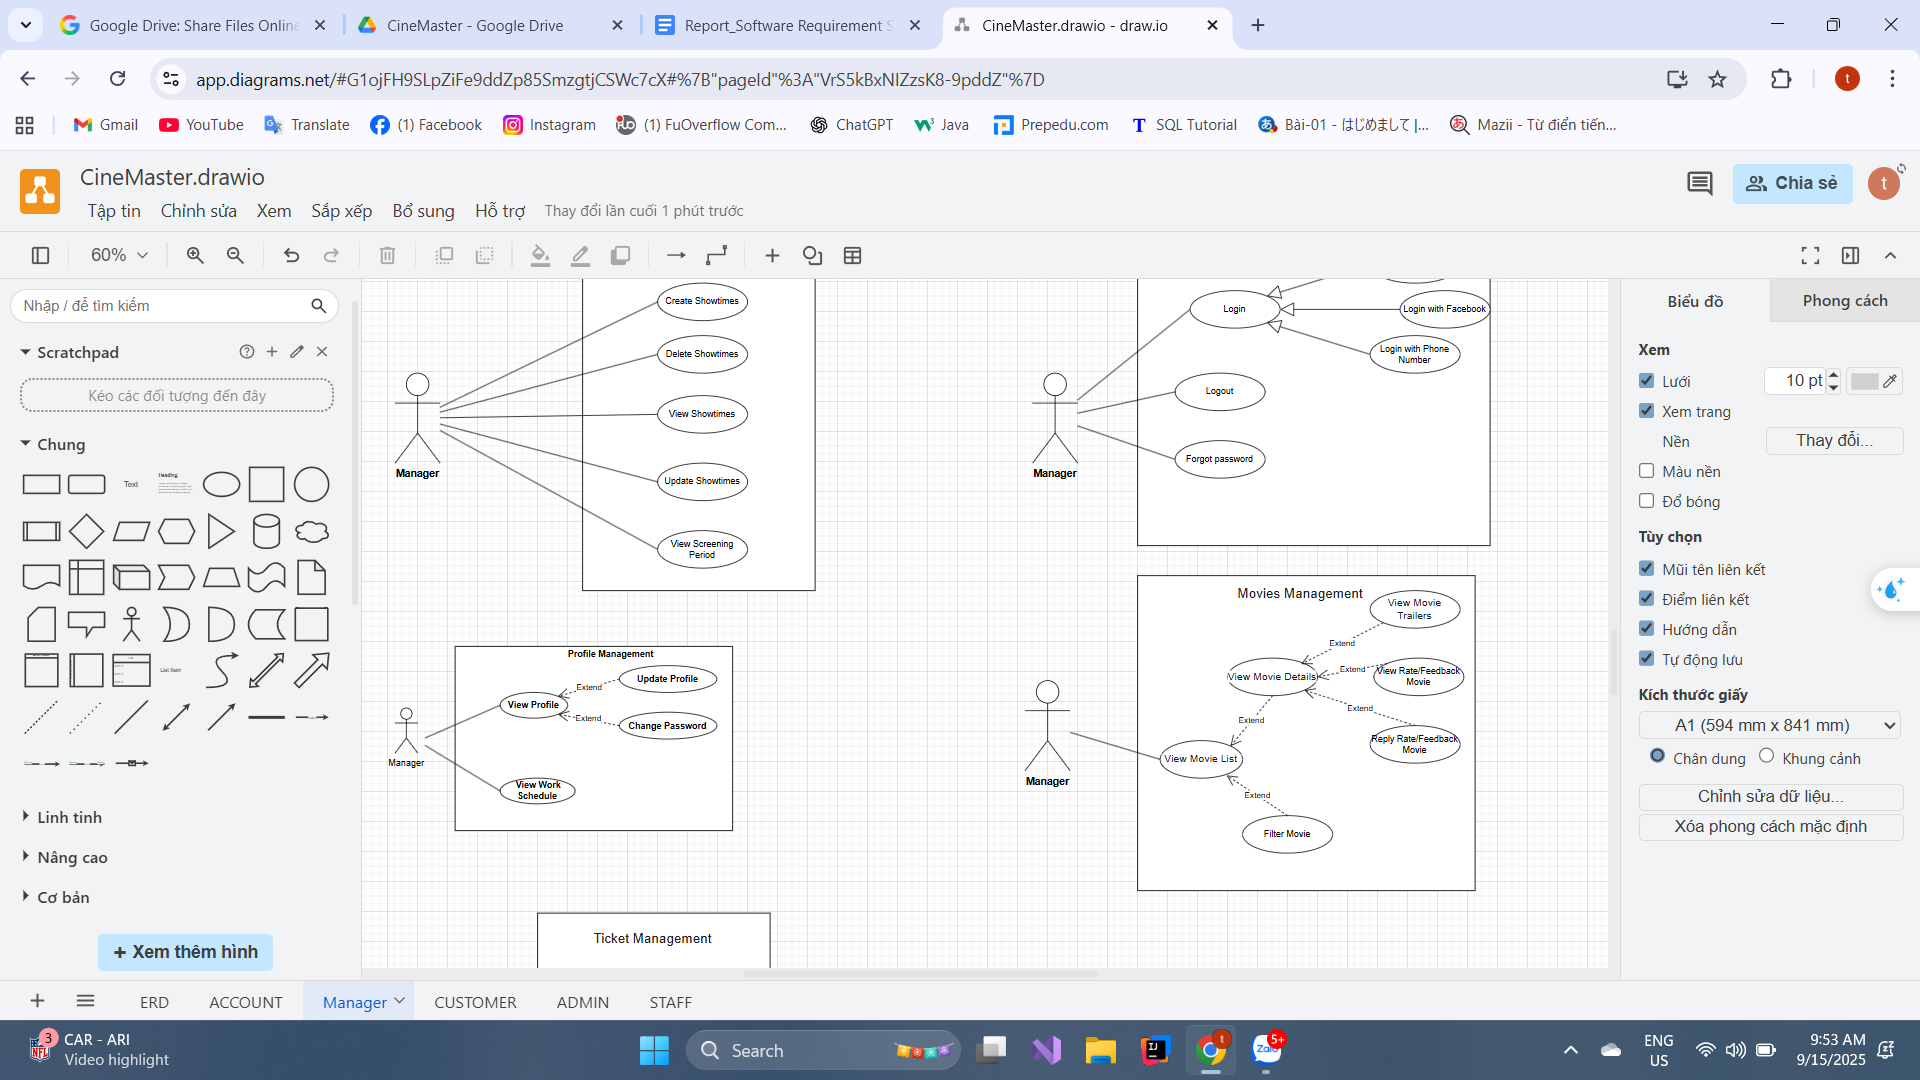 Google Drive: Share Files Online
CineMaster - Google Drive
Report_Software Requirement S
CineMaster.drawio - draw.io
app.diagrams.net/#G1ojFH9SLpZiFe9ddZp85SmzgtjCSWc7cX#%7B"pageId"%3A"VrS5kBxNIZzsK8-9pddZ"%7D
t
Gmail
YouTube
Translate
(1) Facebook
Instagram
(1) FuOverflow Com...
ChatGPT
Java
Prepedu.com
SQL Tutorial
Bài-01 - はじめまして |...
Mazii - Từ điển tiến...
CineMaster.drawio
Tập tin
Chỉnh sửa
Xem
Sắp xếp
Bổ sung
Hỗ trợ
Thay đổi lần cuối 1 phút trước
Chia sẻ
t
60%
Nhập / để tìm kiếm
Scratchpad
Kéo các đối tượng đến đây
Chung
Text
Heading
List Item
Linh tinh
Nâng cao
Cơ bản
+ Xem thêm hình
Create Showtimes
Delete Showtimes
View Showtimes
Update Showtimes
View Screening
Period
Manager
Login
Login with Facebook
Login with Phone
Number
Logout
Forgot password
Manager
Profile Management
Update Profile
Extend
View Profile
Extend
Change Password
Manager
View Work
Schedule
Movies Management
View Movie
Trailers
Extend
View Movie Details
Extend
View Rate/Feedback
Movie
Extend
Extend
Reply Rate/Feedback
Movie
View Movie List
Manager
Extend
Filter Movie
Ticket Management
Biểu đồ
Phong cách
Xem
Lưới
10 pt
Xem trang
Nền
Thay đổi...
Màu nền
Đổ bóng
Tùy chọn
Mũi tên liên kết
Điểm liên kết
Hướng dẫn
Tự động lưu
Kích thước giấy
A1 (594 mm x 841 mm)
Chân dung
Khung cảnh
Chỉnh sửa dữ liệu...
Xóa phong cách mặc định
ERD
ACCOUNT
Manager
CUSTOMER
ADMIN
STAFF
3
CAR - ARI
Video highlight
Search
t
Zalo
5+
ENG
US
9:53 AM
9/15/2025